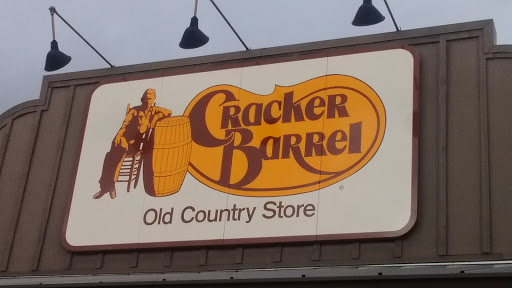 Cracker
Barrel
Old Country Store